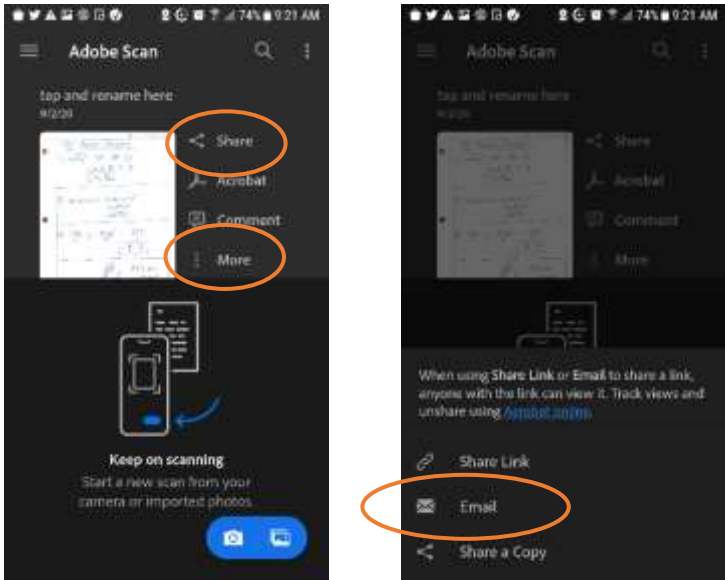 74% 9:21 AM
Adobe Scan
tap and rename here
9/2/20
Share
Acrobat
Comment
More
Keep on scanning
Start a new scan from your
camera or imported photos.
74% 9:21 AM
Adobe Scan
tap and rename here
9/2/20
Share
Acrobat
Comment
More
When using Share Link or Email to share a link,
anyone with the link can view it. Track views and
unshare using Acrobat online.
Share Link
Email
Share a Copy